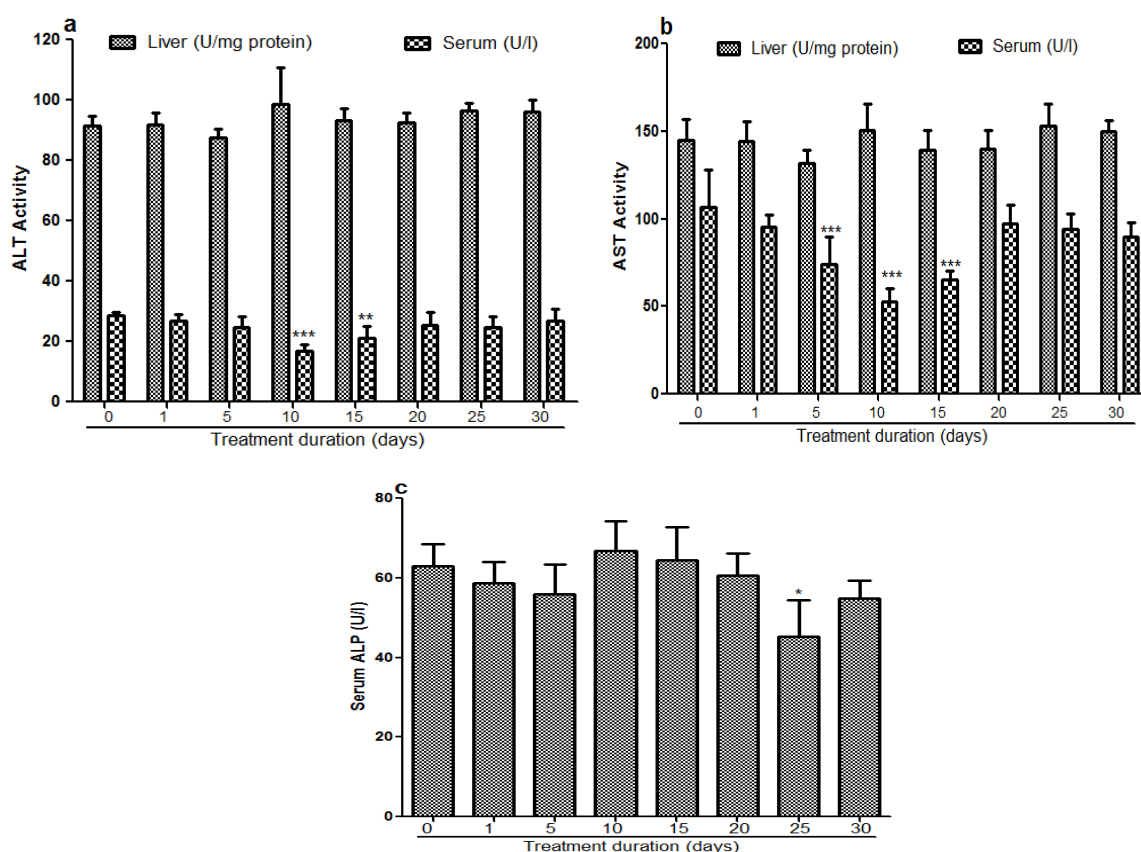 a
120
100
80
60
40
20
0
ALT Activity
Liver (U/mg protein)
Serum (U/l)
***
**
0 1 5 10 15 20 25 30
Treatment duration (days)
b
200
150
100
50
0
AST Activity
Liver (U/mg protein)
Serum (U/l)
***
***
***
0 1 5 10 15 20 25 30
Treatment duration (days)
c
80
60
40
20
0
Serum ALP (U/l)
*
0 1 5 10 15 20 25 30
Treatment duration (days)